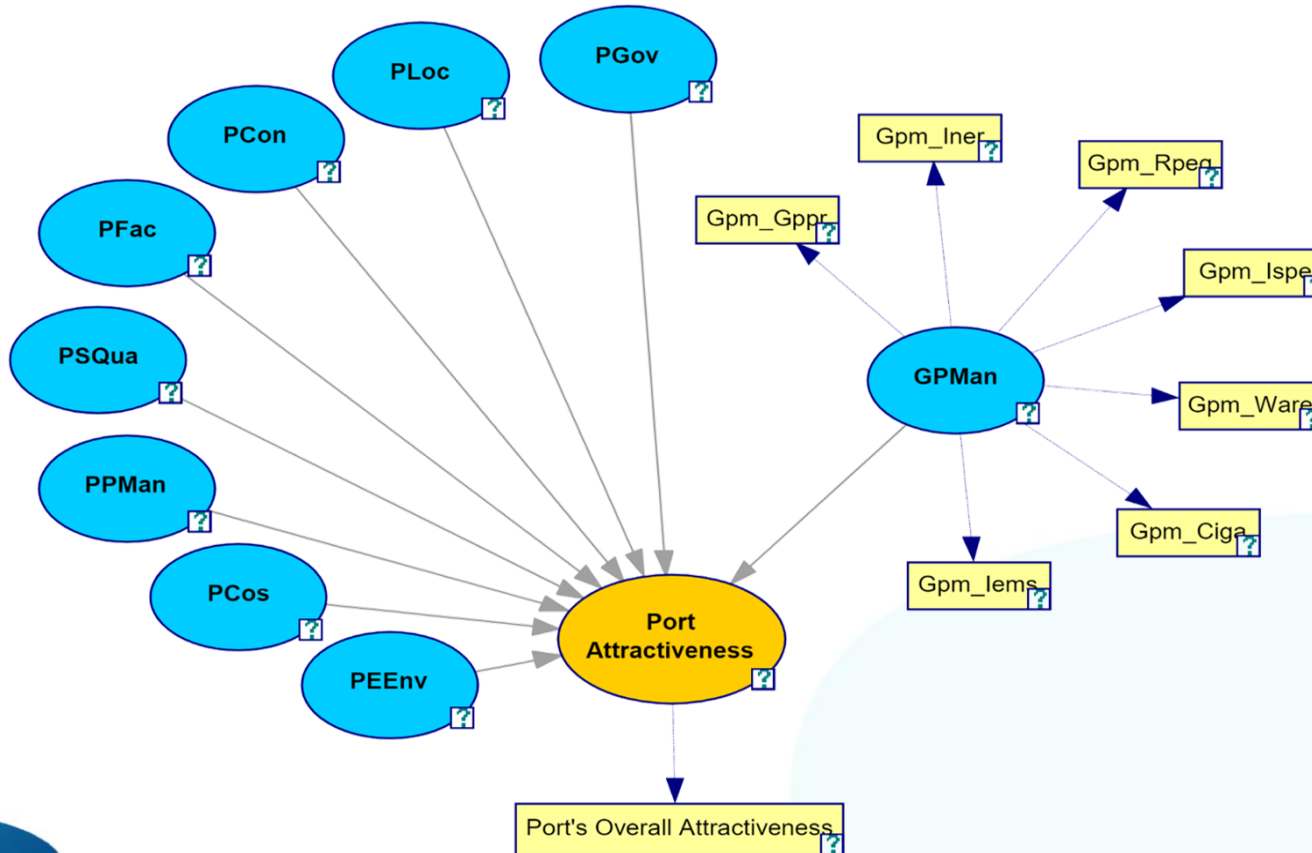 PGov
PLoc
PCon
Gpm_Iner
Gpm_Rpeg
Gpm_Gppr
PFac
Gpm_Ispe
PSQua
GPMan
Gpm_Ware
PPMan
Gpm_Ciga
PCos
Gpm_Iems
Port
Attractiveness
PEEnv
Port's Overall Attractiveness